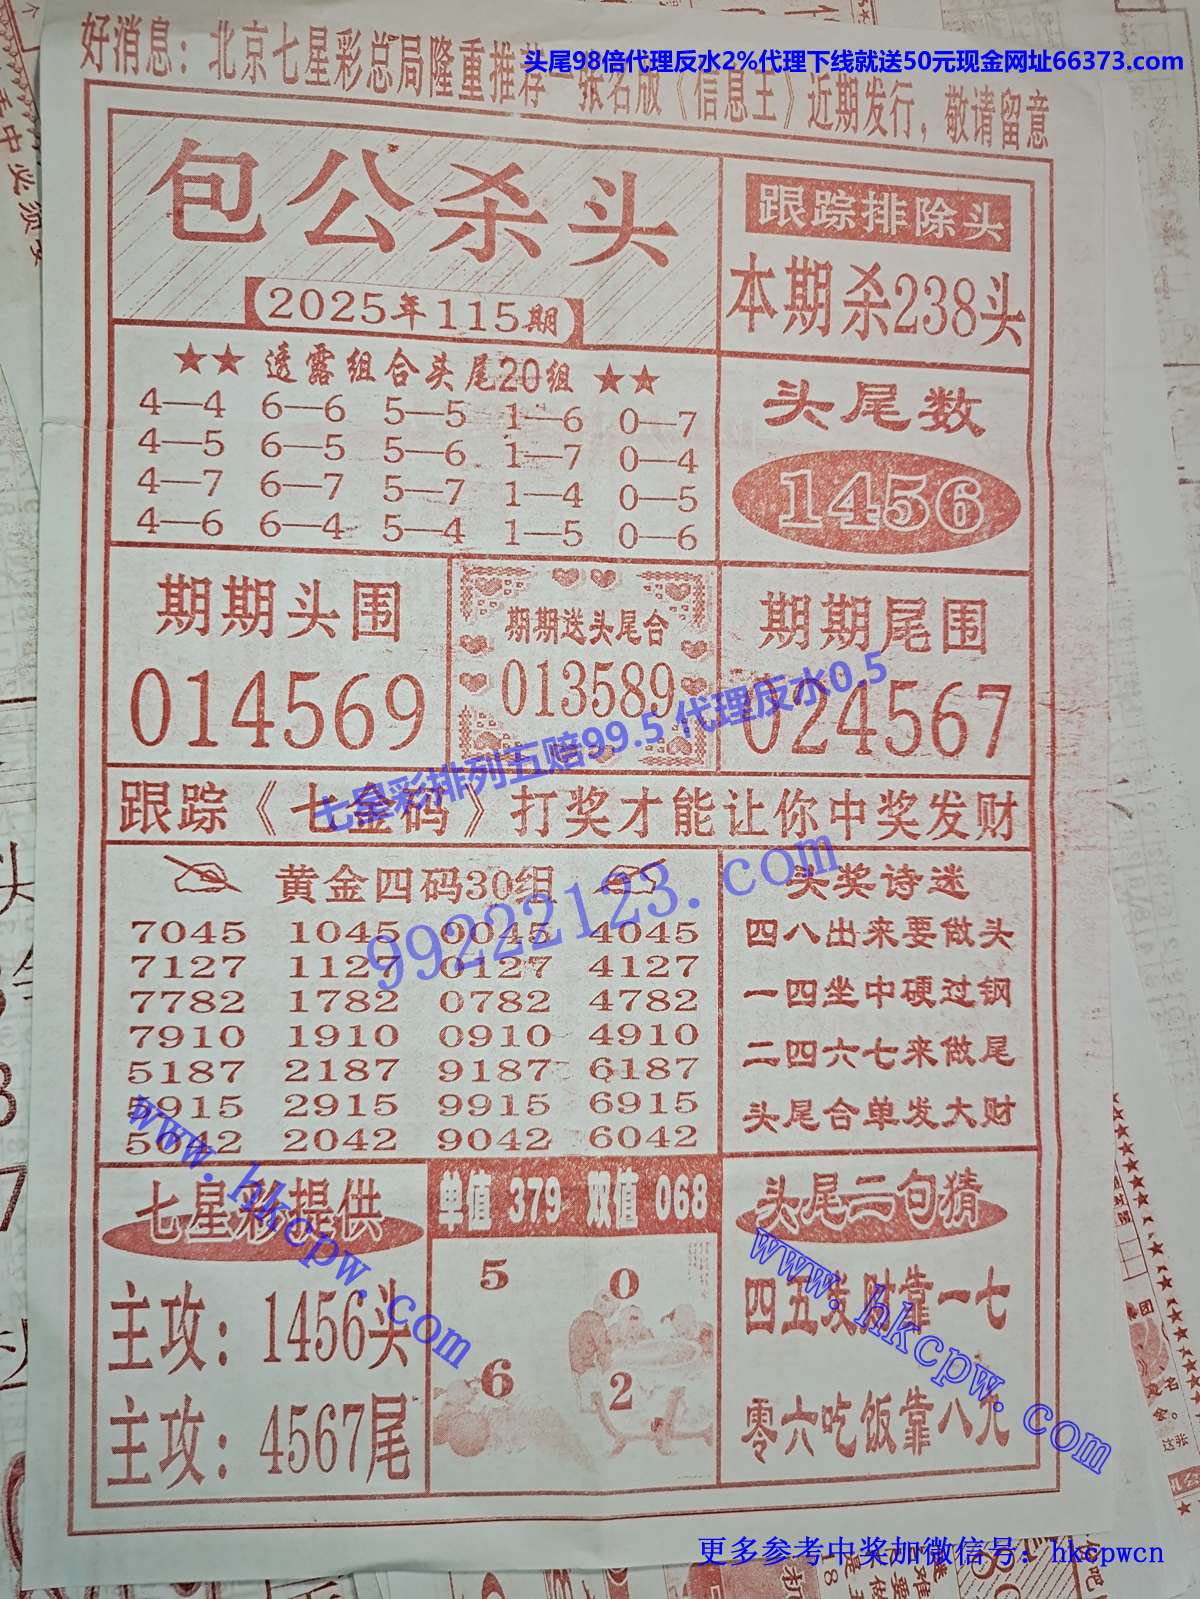 头尾98倍代理反水2%代理下线就送50元现金网址66373.com
好消息：北京七星彩总局隆重推荐一张名版《信息王》近期发行，敬请留意
包公杀头
【2025年115期】
跟踪排除头
本期杀238头
★★ 透露组合头尾20组 ★★
4—4 6—6 5—5 1—6 0—7
4—5 6—5 5—6 1—7 0—4
4—7 6—7 5—7 1—4 0—5
4—6 6—4 5—4 1—5 0—6
头尾数
1456
期期头围
014569
期期送头尾合
013589
期期尾围
024567
七星彩排列五赔99.5 代理反水0.5
跟踪《七金码》打奖才能让你中奖发财
黄金四码30组
99222123.com
7045 1045 0045 4045
7127 1127 0127 4127
7782 1782 0782 4782
7910 1910 0910 4910
5187 2187 9187 6187
5915 2915 9915 6915
5042 2042 9042 6042
头奖诗迷
四八出来要做头
一四坐中硬过钢
二四六七来做尾
头尾合单发大财
www.hkcpw.com
七星彩提供
主攻：1456头
主攻：4567尾
单值 379 双值 068
5 0
6 2
头尾二句猜
www.hkcpw.com
四五发财靠一七
零六吃饭靠八九
更多参考中奖加微信号：hkcpwcn